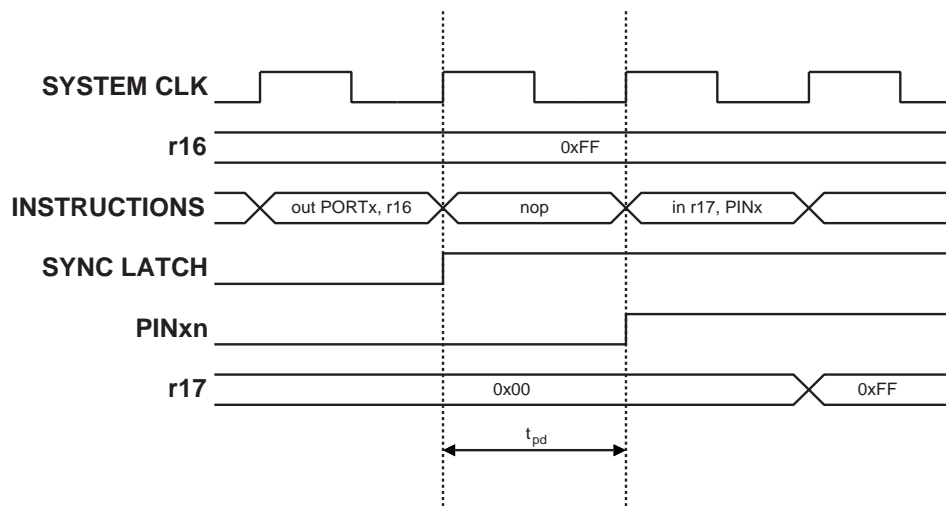 SYSTEM CLK
r16
0xFF
INSTRUCTIONS
out PORTx, r16
nop
in r17, PINx
SYNC LATCH
PINxn
r17
0x00
0xFF
tpd